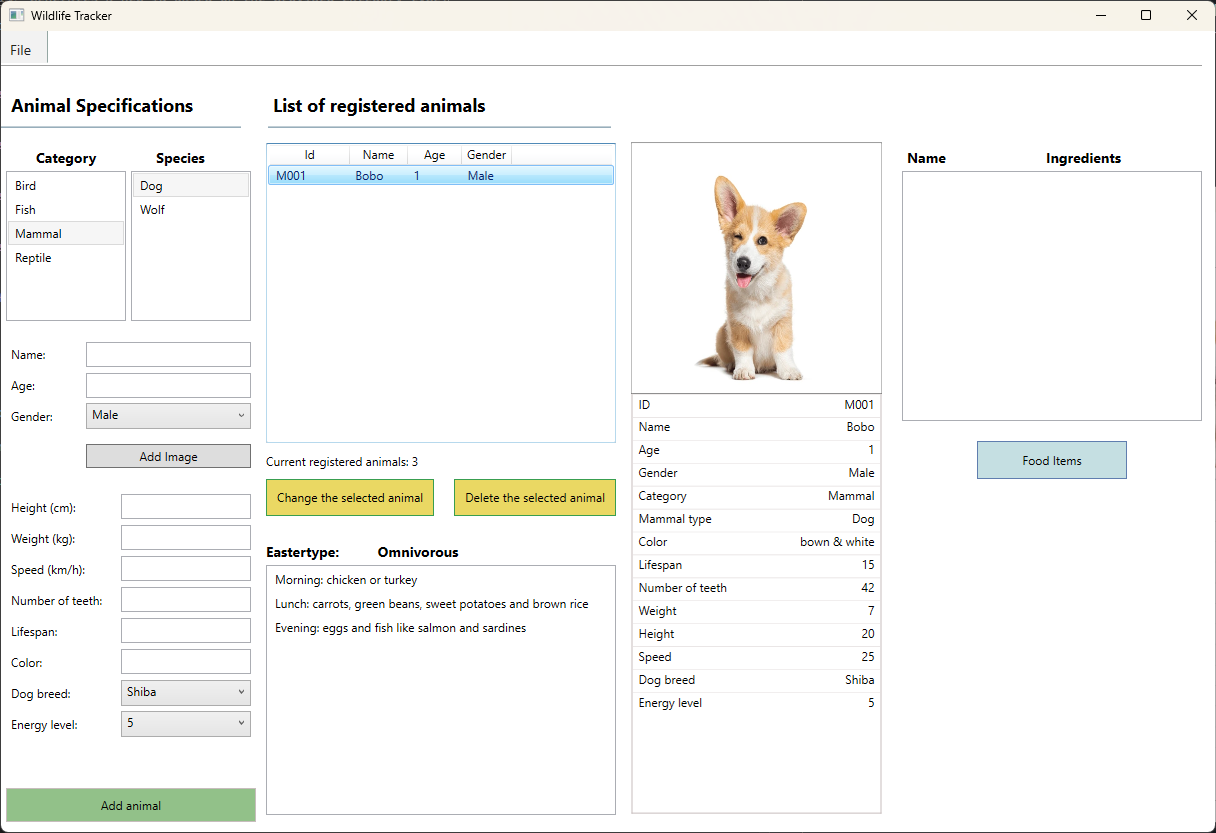 Wildlife Tracker
File
Animal Specifications
List of registered animals
Category Species
Bird
Fish
Mammal
Reptile
Dog
Wolf
Name:
Age:
Gender: Male
Add Image
Height (cm):
Weight (kg):
Speed (km/h):
Number of teeth:
Lifespan:
Color:
Dog breed: Shiba
Energy level: 5
Add animal
Id Name Age Gender
M001 Bobo 1 Male
Current registered animals: 3
Change the selected animal Delete the selected animal
Eastertype: Omnivorous
Morning: chicken or turkey
Lunch: carrots, green beans, sweet potatoes and brown rice
Evening: eggs and fish like salmon and sardines
ID M001
Name Bobo
Age 1
Gender Male
Category Mammal
Mammal type Dog
Color bown & white
Lifespan 15
Number of teeth 42
Weight 7
Height 20
Speed 25
Dog breed Shiba
Energy level 5
Name Ingredients
Food Items